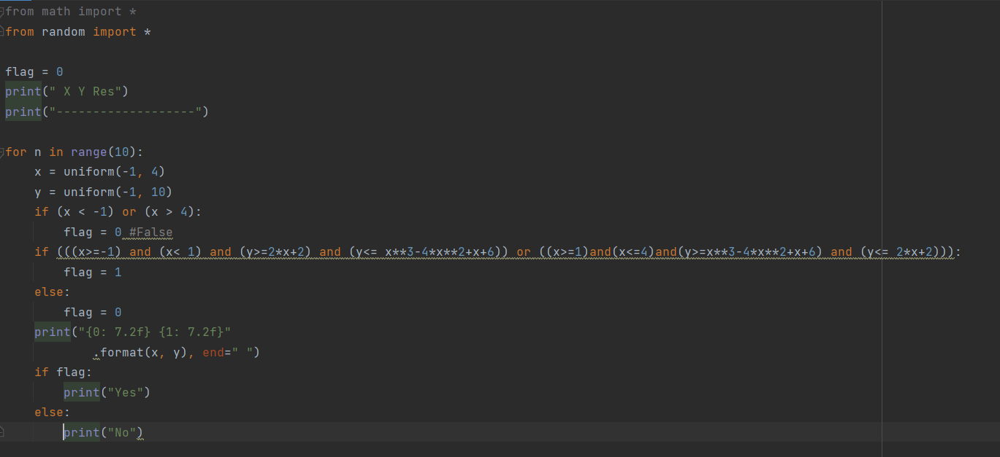 from math import *
from random import *
flag = 0
print(" X Y Res")
print("-------------------")
for n in range(10):
    x = uniform(-1, 4)
    y = uniform(-1, 10)
    if (x < -1) or (x > 4):
        flag = 0 #False
    if (((x>=-1) and (x< 1) and (y>=2*x+2) and (y<= x**3-4*x**2+x+6)) or ((x>=1)and(x<=4)and(y>=x**3-4*x**2+x+6) and (y<= 2*x+2))):
        flag = 1
    else:
        flag = 0
    print("{0: 7.2f} {1: 7.2f}"
            .format(x, y), end=" ")
    if flag:
        print("Yes")
    else:
        print("No")